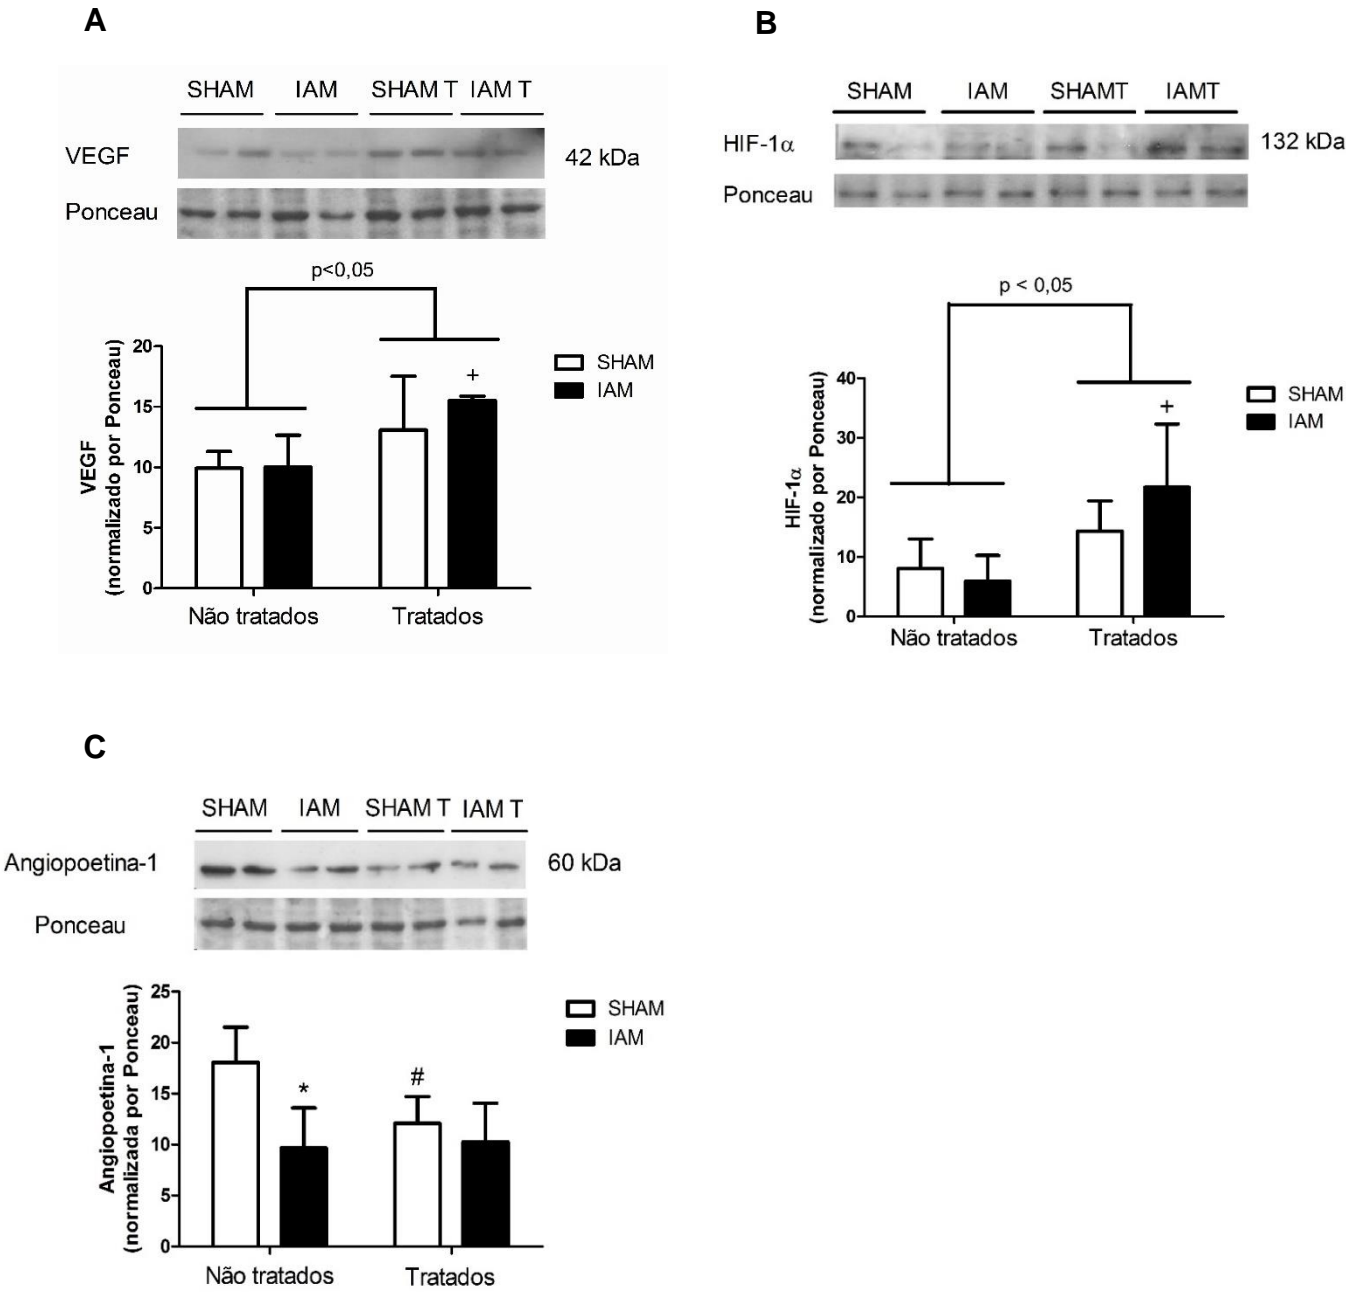 A
SHAM IAM SHAM T IAM T
VEGF 42 kDa
Ponceau
p<0,05
VEGF
(normalizado por Ponceau)
20
15
10
5
0
+
SHAM
IAM
Não tratados Tratados
B
SHAM IAM SHAMT IAMT
HIF-1α 132 kDa
Ponceau
p < 0,05
HIF-1α
(normalizado por Ponceau)
40
30
20
10
0
+
SHAM
IAM
Não tratados Tratados
C
SHAM IAM SHAM T IAM T
Angiopoetina-1 60 kDa
Ponceau
Angiopoetina-1
(normalizada por Ponceau)
25
20
15
10
5
0
*
#
SHAM
IAM
Não tratados Tratados